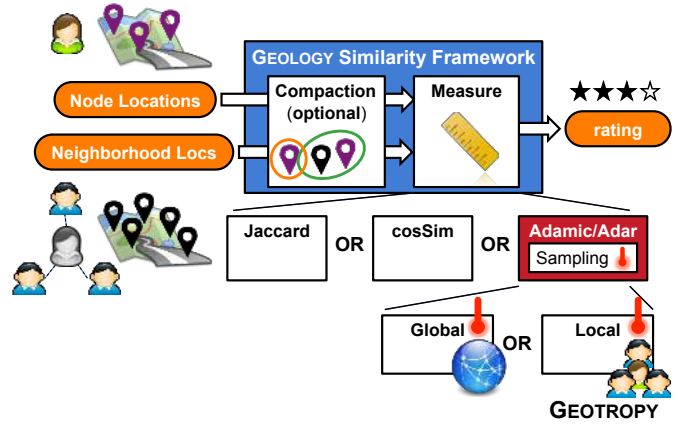 GEOLOGY Similarity Framework
Node Locations
Compaction
(optional)
Measure
rating
Neighborhood Locs
Jaccard
OR
cosSim
OR
Adamic/Adar
Sampling
Global
OR
Local
GEOTROPY